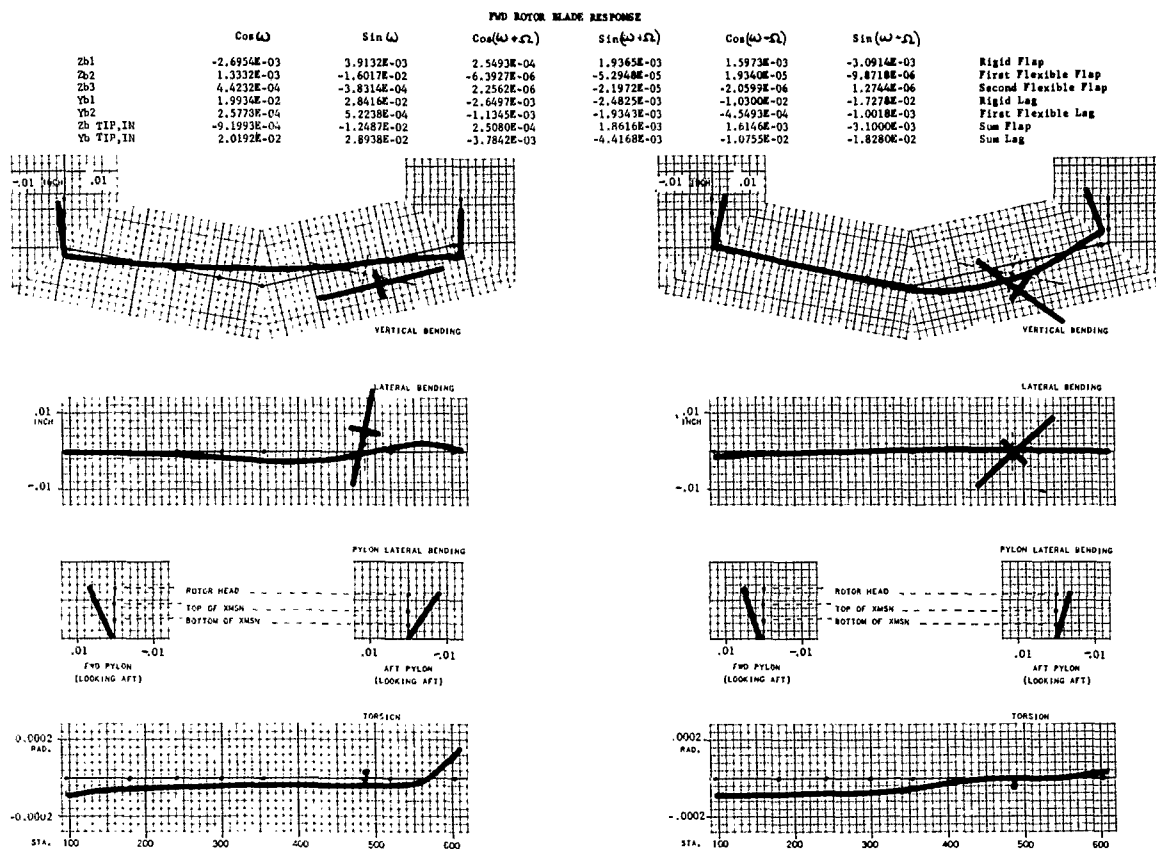 FWD ROTOR BLADE RESPONSE
Cos(ω) Sin(ω) Cos(ω+Ω) Sin(ω+Ω) Cos(ω-Ω) Sin(ω-Ω)
Zb1 -2.6954E-03 3.9132E-03 2.5493E-04 1.9365E-03 1.5973E-03 -3.0914E-03 Rigid Flap
Zb2 1.3332E-03 -1.6017E-02 -6.3927E-06 -5.2948E-05 1.9340E-05 -9.8718E-06 First Flexible Flap
Zb3 4.4232E-04 -3.8314E-04 2.2562E-06 -2.1972E-05 -2.0599E-06 1.2744E-06 Second Flexible Flap
Yb1 1.9934E-02 2.8416E-02 -2.6497E-03 -2.4825E-03 -1.0300E-02 -1.7278E-02 Rigid Lag
Yb2 2.5773E-04 5.2238E-04 -1.1345E-03 -1.9343E-03 -4.5493E-04 -1.0018E-03 First Flexible Lag
Zb TIP,IN -9.1993E-04 -1.2487E-02 2.5080E-04 1.8616E-03 1.6146E-03 -3.1000E-03 Sum Flap
Yb TIP,IN 2.0192E-02 2.8938E-02 -3.7842E-03 -4.4168E-03 -1.0755E-02 -1.8280E-02 Sum Lag
-.01 INCH .01
-.01 .01
VERTICAL BENDING
VERTICAL BENDING
LATERAL BENDING
.01
INCH
-.01
LATERAL BENDING
.01
INCH
-.01
PYLON LATERAL BENDING
ROTOR HEAD
TOP OF XMSN
BOTTOM OF XMSN
.01 -.01
FWD PYLON
(LOOKING AFT)
.01 -.01
AFT PYLON
(LOOKING AFT)
PYLON LATERAL BENDING
ROTOR HEAD
TOP OF XMSN
BOTTOM OF XMSN
.01 -.01
FWD PYLON
(LOOKING AFT)
.01 -.01
AFT PYLON
(LOOKING AFT)
TORSION
0.0002
RAD.
-0.0002
STA. 100 200 300 400 500 600
TORSION
.0002
RAD.
-.0002
STA. 100 200 300 400 500 600